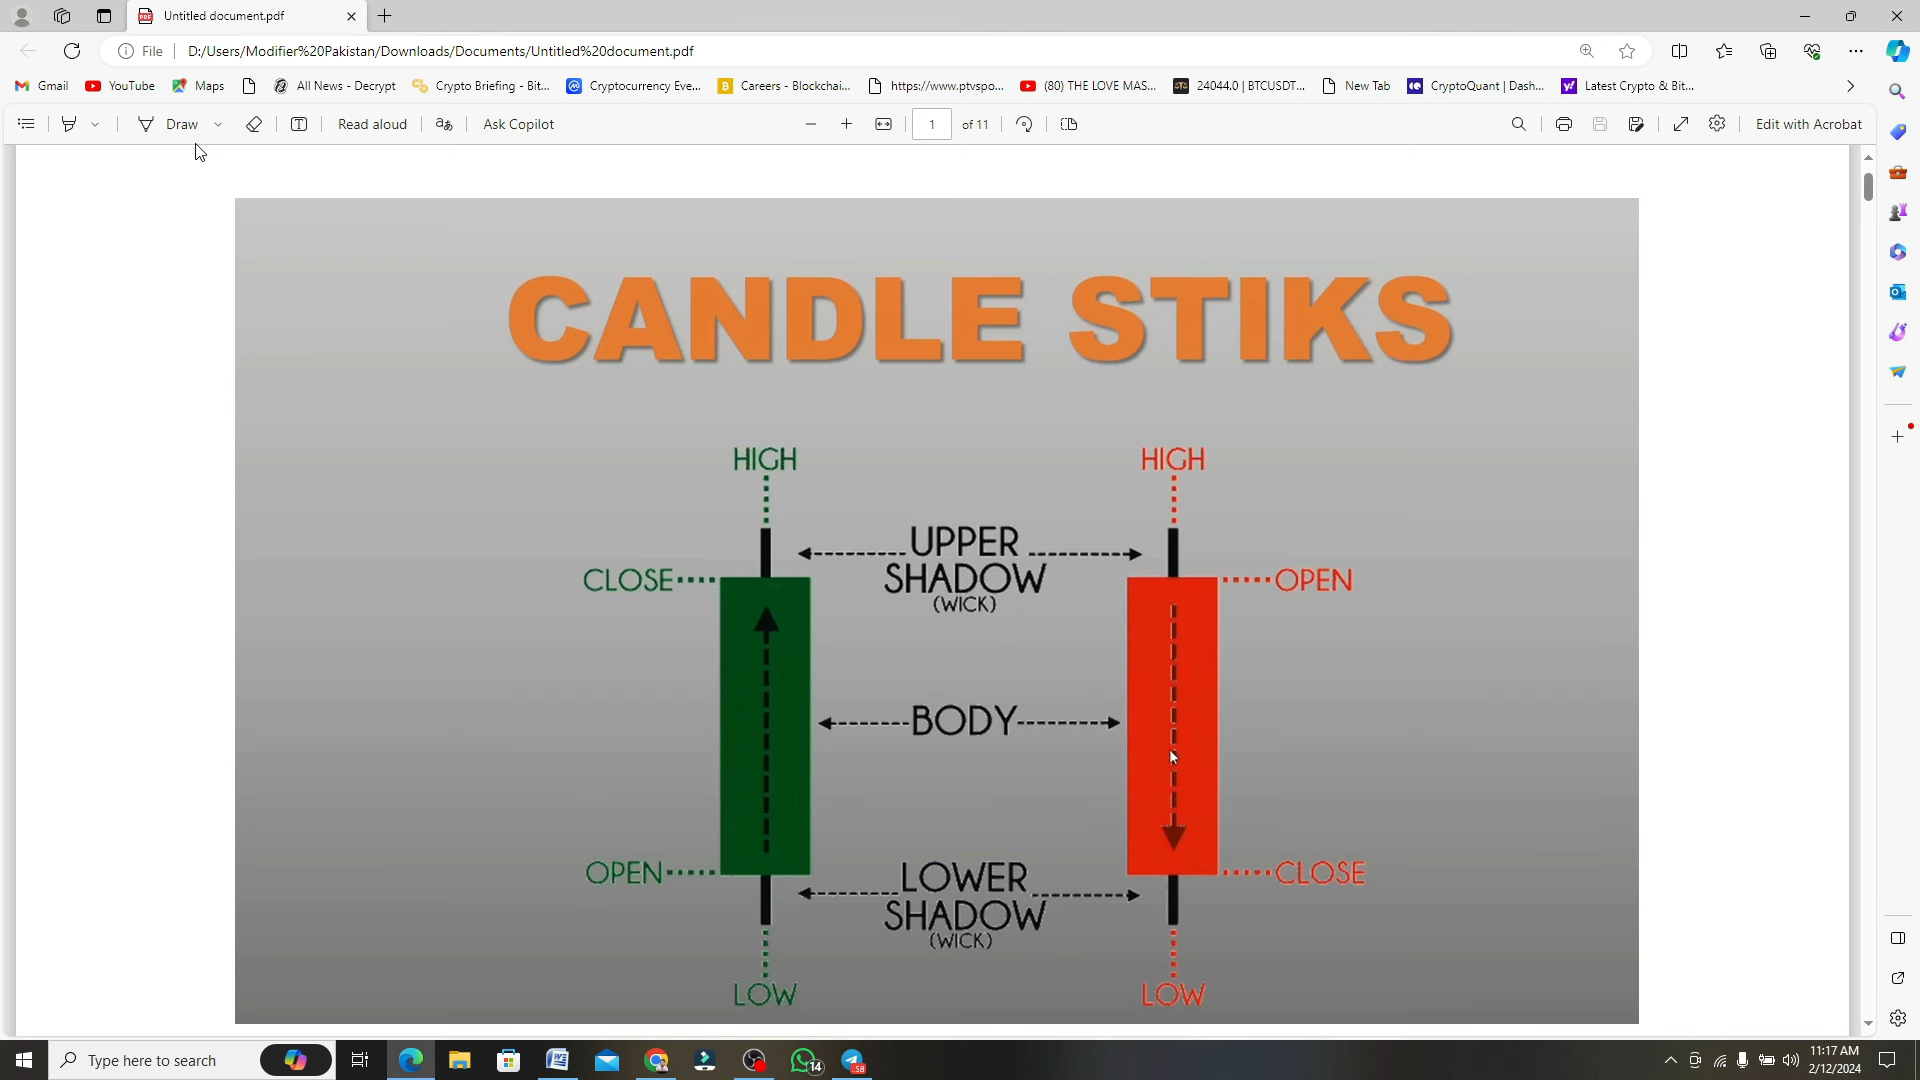 Untitled document.pdf
File D:/Users/Modifier%20Pakistan/Downloads/Documents/Untitled%20document.pdf
Gmail YouTube Maps All News - Decrypt Crypto Briefing - Bit... Cryptocurrency Eve... Careers - Blockchai... https://www.ptvspo... (80) THE LOVE MAS... 24044.0 | BTCUSDT... New Tab CryptoQuant | Dash... Latest Crypto & Bit...
Draw Read aloud aあ Ask Copilot 1 of 11 Edit with Acrobat
CANDLE STIKS
HIGH HIGH
UPPER
SHADOW
(WICK)
CLOSE OPEN
BODY
OPEN CLOSE
LOWER
SHADOW
(WICK)
LOW LOW
Type here to search 14 58 11:17 AM
2/12/2024